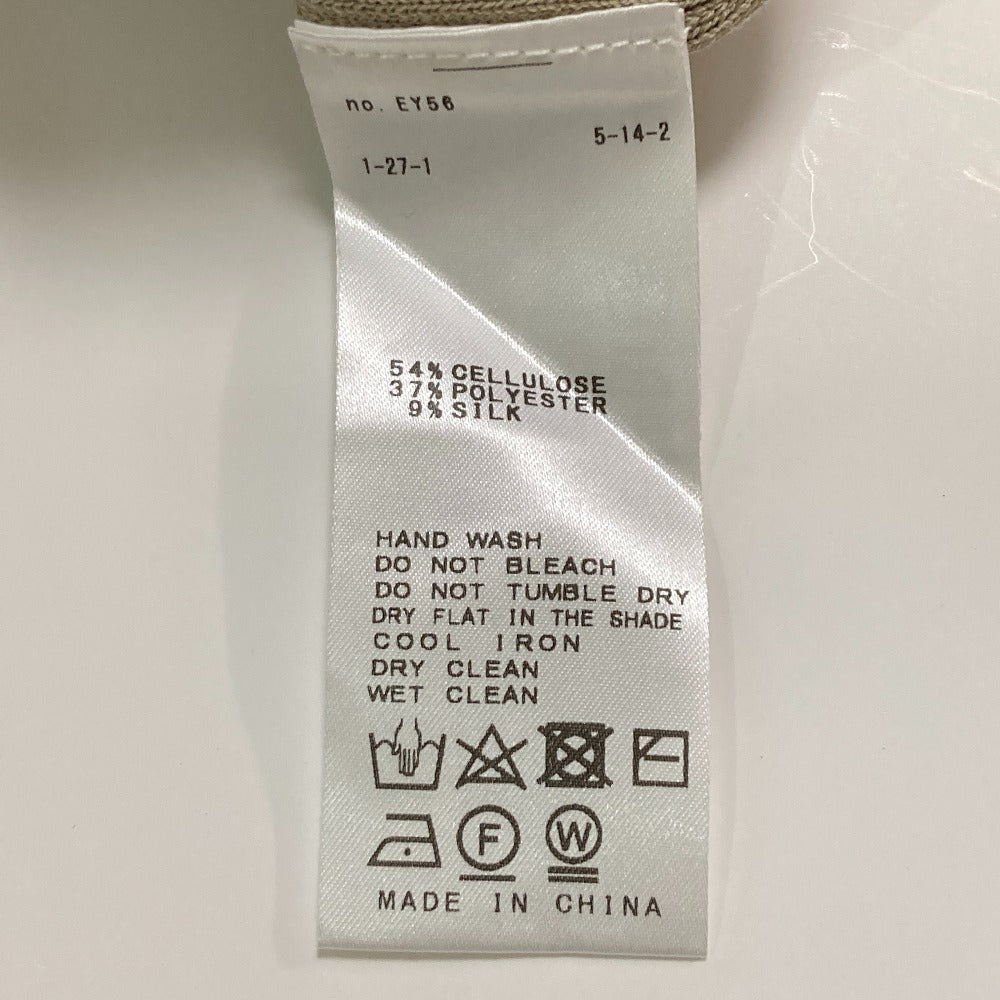 no. EY56
5-14-2
1-27-1
54% CELLULOSE
37% POLYESTER
9% SILK
HAND WASH
DO NOT BLEACH
DO NOT TUMBLE DRY
DRY FLAT IN THE SHADE
COOL IRON
DRY CLEAN
WET CLEAN
F W
MADE IN CHINA